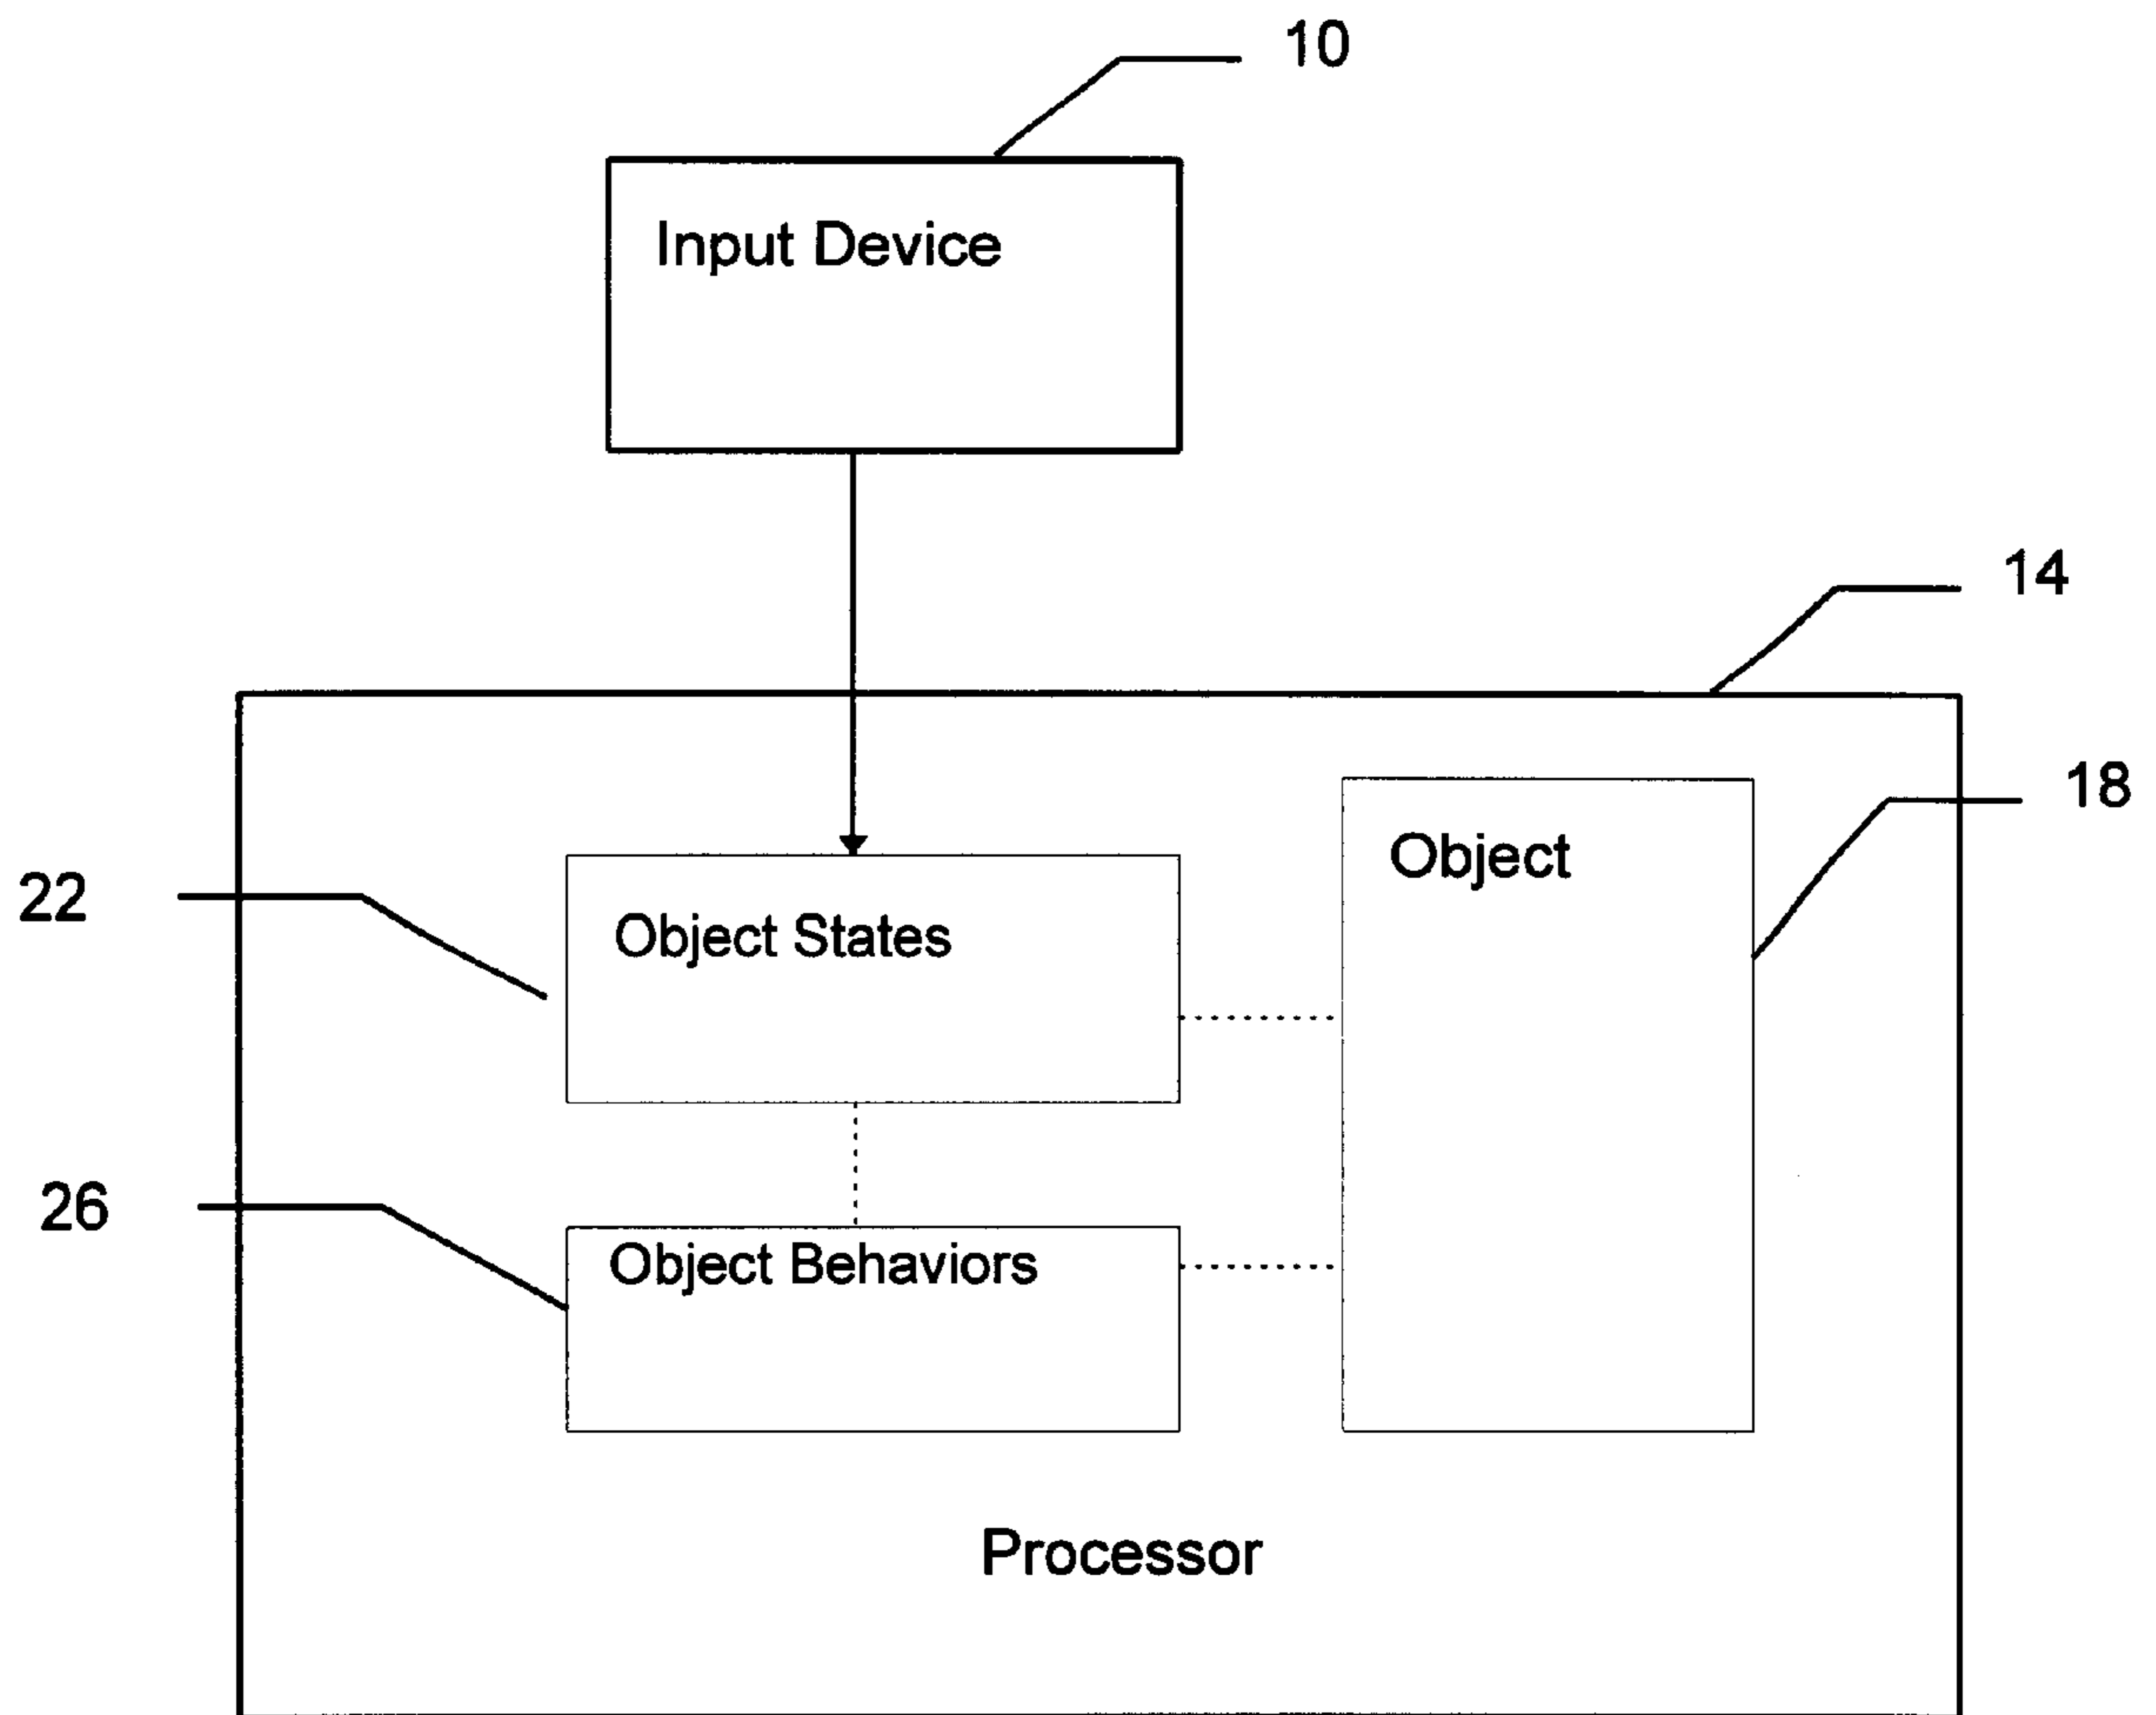 10
Input Device
14
18
Object
22
Object States
26
Object Behaviors
Processor